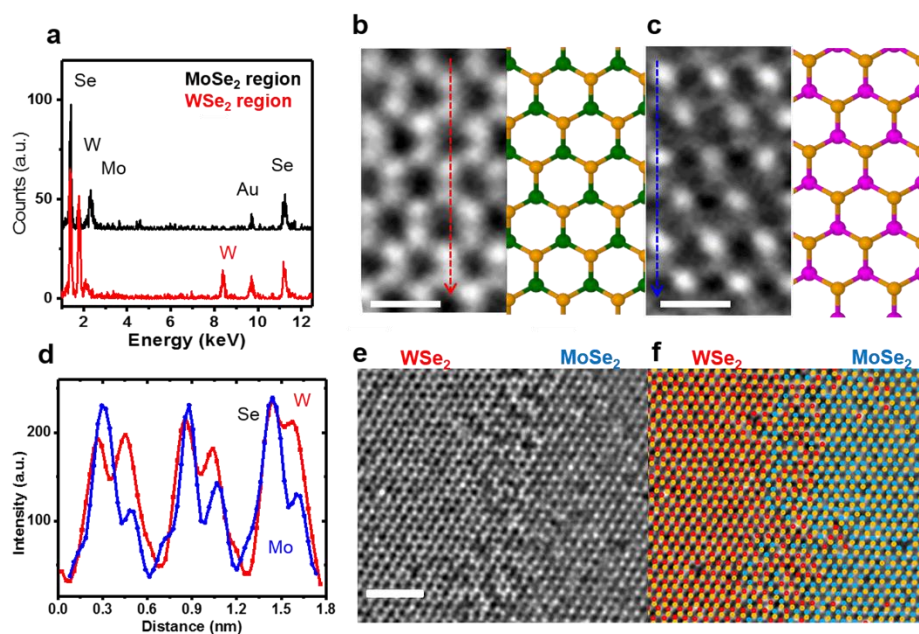 a
Se
MoSe2 region
WSe2 region
100
W
Mo
Se
Au
50
W
0
Counts (a.u.)
2 4 6 8 10 12
Energy (keV)
b
c
d
Se
W
200
100
Mo
Intensity (a.u.)
0.0 0.3 0.6 0.9 1.2 1.5 1.8
Distance (nm)
e
WSe2
MoSe2
f
WSe2
MoSe2